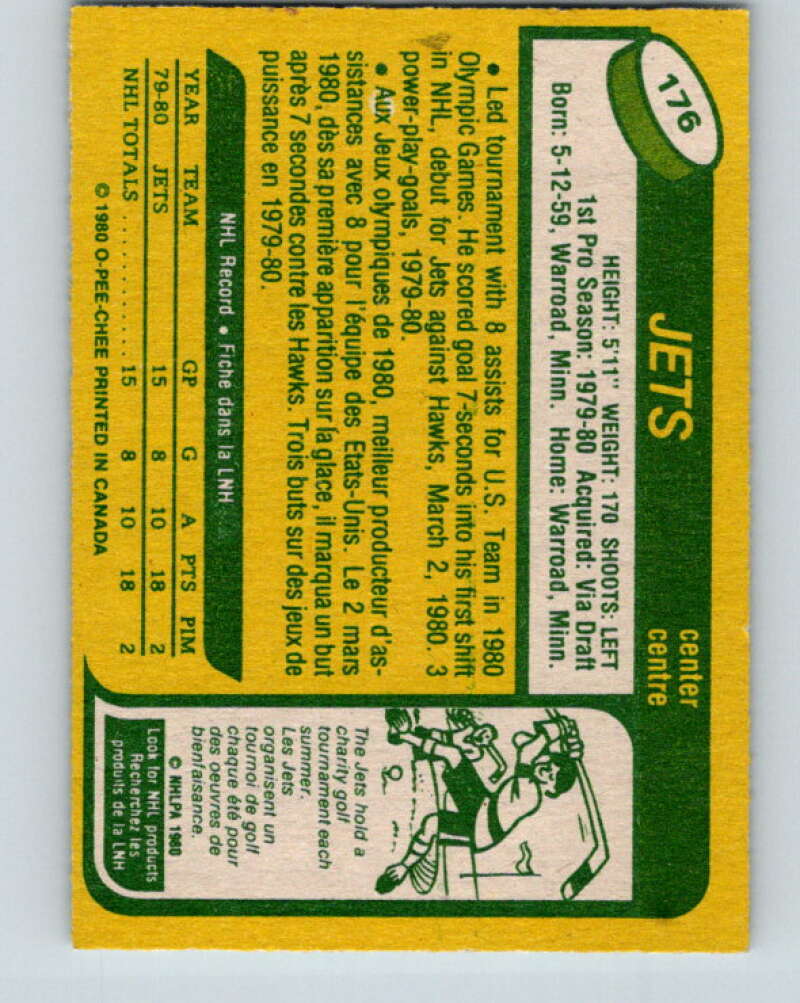 176
JETS
center
centre
HEIGHT: 5'11" WEIGHT: 170 SHOOTS: LEFT
1st Pro Season: 1979-80 Acquired: Via Draft
Born: 5-12-59, Warroad, Minn. Home: Warroad, Minn.
• Led tournament with 8 assists for U.S. Team in 1980
Olympic Games. He scored goal 7-seconds into his first shift
in NHL, debut for Jets against Hawks, March 2, 1980. 3
power-play-goals, 1979-80.
• Aux Jeux olympiques de 1980, meilleur producteur d'as-
sistances avec 8 pour l'équipe des Etats-Unis. Le 2 mars
1980, dès sa première apparition sur la glace, il marqua un but
après 7 secondes contre les Hawks. Trois buts sur des jeux de
puissance en 1979-80.
NHL Record • Fiche dans la LNH
YEAR TEAM GP G A PTS PIM
79-80 JETS 15 8 10 18 2
NHL TOTALS .......... 15 8 10 18 2
© 1980 O-PEE-CHEE PRINTED IN CANADA
The Jets hold a
charity golf
tournament each
summer.
Les Jets
organisent un
tournoi de golf
chaque été pour
des oeuvres de
bienfaisance.
© NHLPA 1980
Look for NHL products
Recherchez les
produits de la LNH